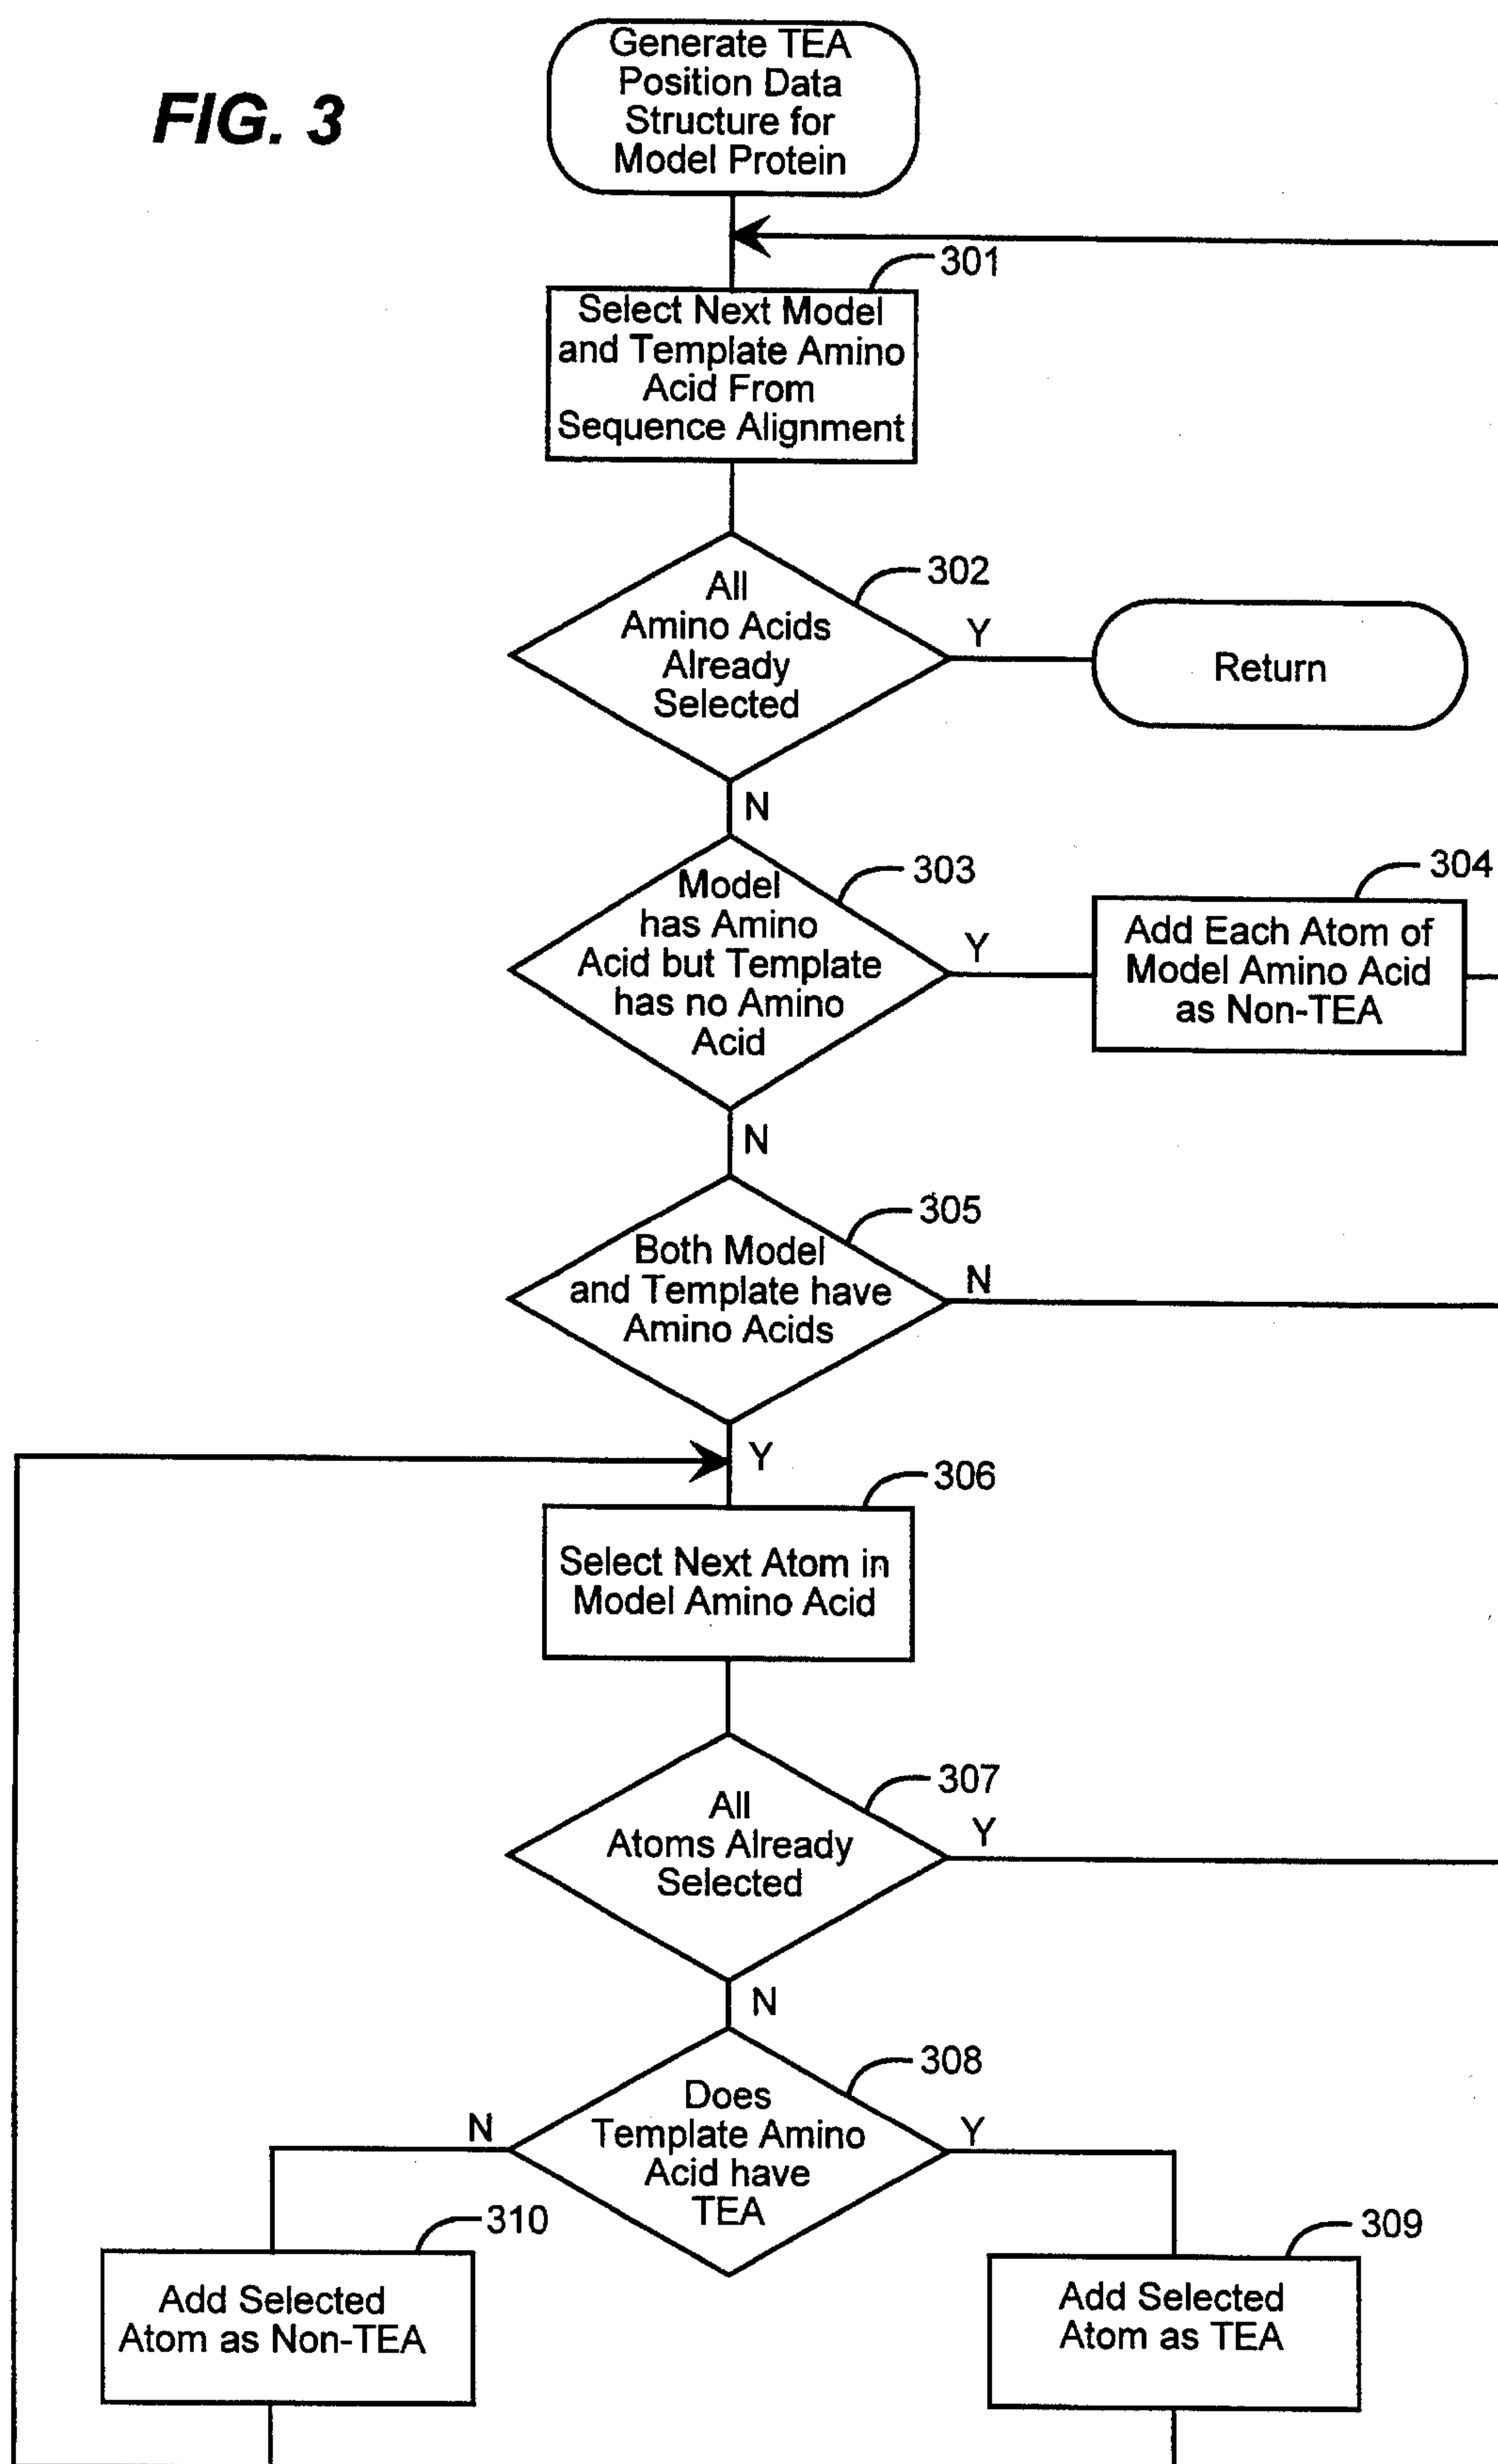 FIG. 3
Generate TEA
Position Data
Structure for
Model Protein
301
Select Next Model
and Template Amino
Acid From
Sequence Alignment
302
All
Amino Acids
Already
Selected
Y
Return
N
303
Model
has Amino
Acid but Template
has no Amino
Acid
Y
304
Add Each Atom of
Model Amino Acid
as Non-TEA
N
305
Both Model
and Template have
Amino Acids
N
Y
306
Select Next Atom in
Model Amino Acid
307
All
Atoms Already
Selected
Y
N
308
Does
Template Amino
Acid have
TEA
N
Y
310
Add Selected
Atom as Non-TEA
309
Add Selected
Atom as TEA